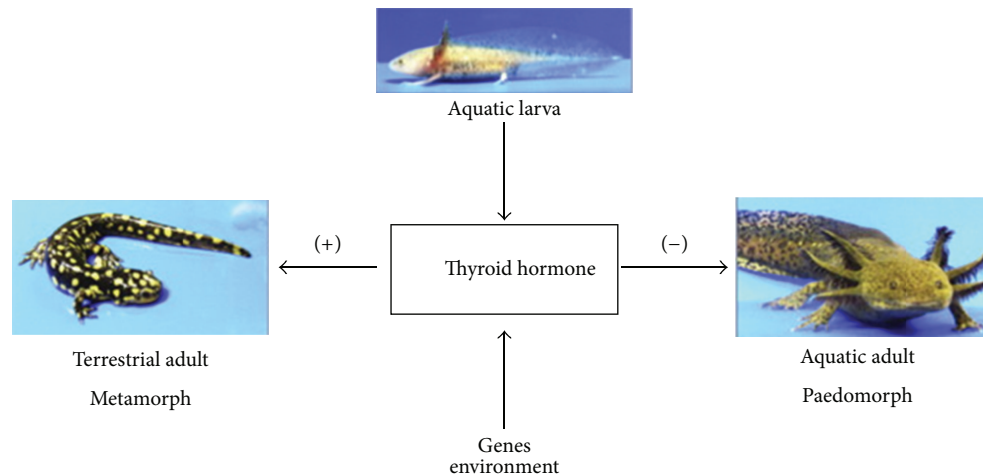 Aquatic larva
(+)
Thyroid hormone
(−)
Terrestrial adult
Metamorph
Aquatic adult
Paedomorph
Genes
environment